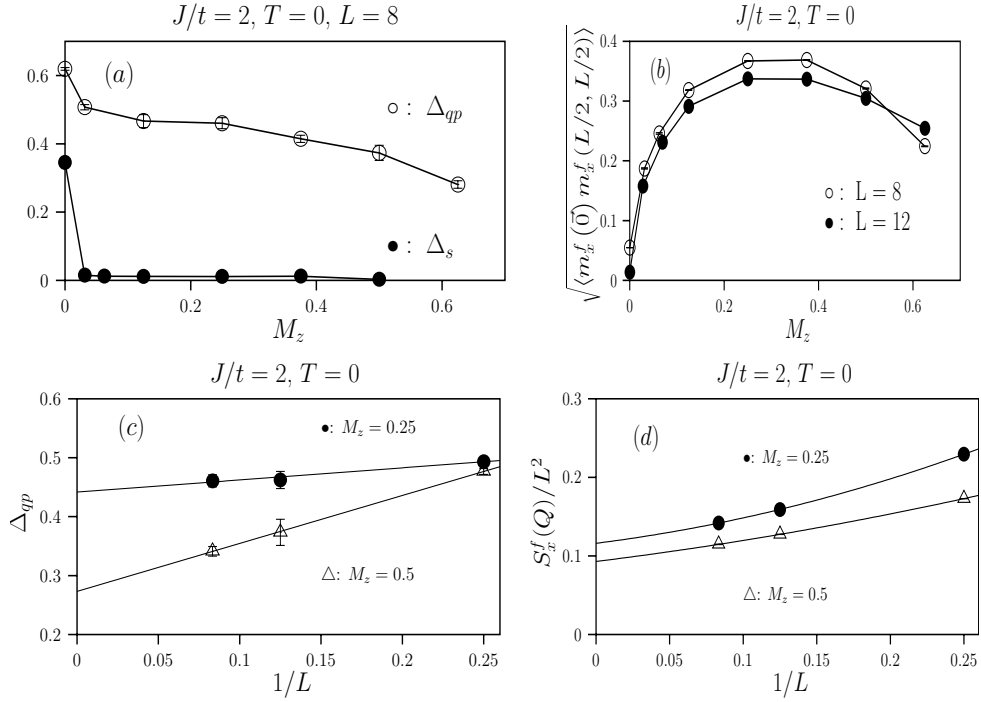 J/t = 2, T = 0, L = 8
(a)
○ : Δ_{qp}
● : Δ_s
0.6
0.4
0.2
0
0 0.2 0.4 0.6
M_z
J/t = 2, T = 0
(b)
√⟨m_x^f(0⃗) m_x^f(L/2, L/2)⟩
○ : L = 8
● : L = 12
0.4
0.3
0.2
0.1
0
0 0.2 0.4 0.6
M_z
J/t = 2, T = 0
(c)
●: M_z = 0.25
△: M_z = 0.5
Δ_{qp}
0.6
0.5
0.4
0.3
0.2
0 0.05 0.1 0.15 0.2 0.25
1/L
J/t = 2, T = 0
(d)
●: M_z = 0.25
△: M_z = 0.5
S_x^f(Q)/L^2
0.3
0.2
0.1
0
0 0.05 0.1 0.15 0.2 0.25
1/L